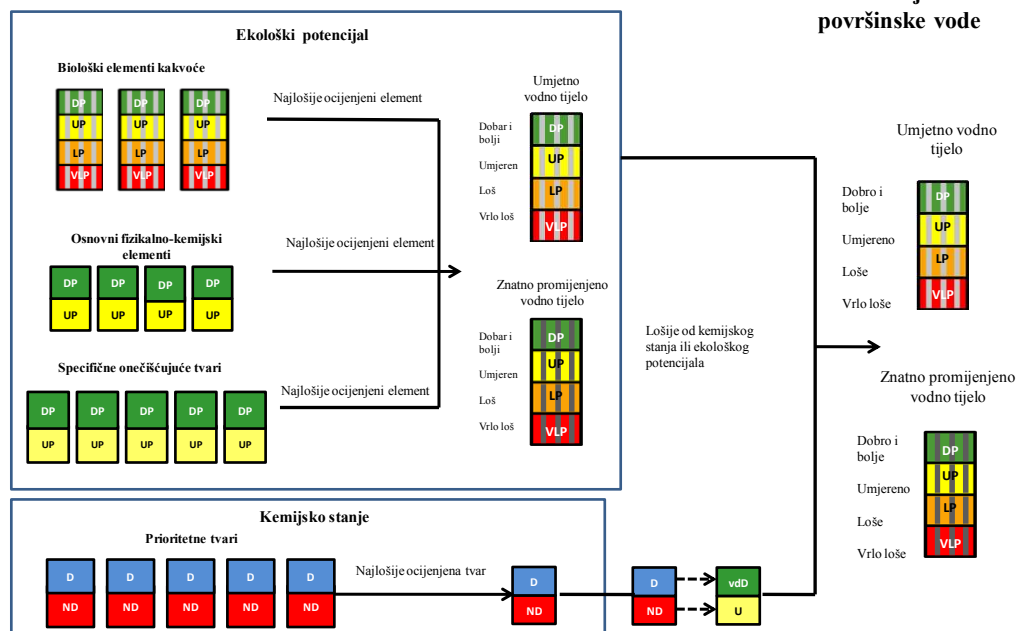 površinske vode
Ekološki potencijal
Biološki elementi kakvoće
DP DP DP
UP UP UP
LP LP LP
VLP VLP VLP
Najlošije ocijenjeni element
Umjetno
vodno tijelo
Dobar i
bolji
Umjeren
Loš
Vrlo loš
DP
UP
LP
VLP
Osnovni fizikalno-kemijski
elementi
DP DP DP DP
UP UP UP UP
Najlošije ocijenjeni element
Znatno promijenjeno
vodno tijelo
Dobar i
bolji
Umjeren
Loš
Vrlo loš
DP
UP
LP
VLP
Specifične onečišćujuće tvari
DP DP DP DP DP
UP UP UP UP UP
Najlošije ocijenjeni element
Lošije od kemijskog
stanja ili ekološkog
potencijala
Umjetno vodno
tijelo
Dobro i
bolje
Umjereno
Loše
Vrlo loše
DP
UP
LP
VLP
Znatno promijenjeno
vodno tijelo
Dobro i
bolje
Umjereno
Loše
Vrlo loše
DP
UP
LP
VLP
Kemijsko stanje
Prioritetne tvari
D D D D D
ND ND ND ND ND
Najlošije ocijenjena tvar
D
ND
D
ND
vdD
U